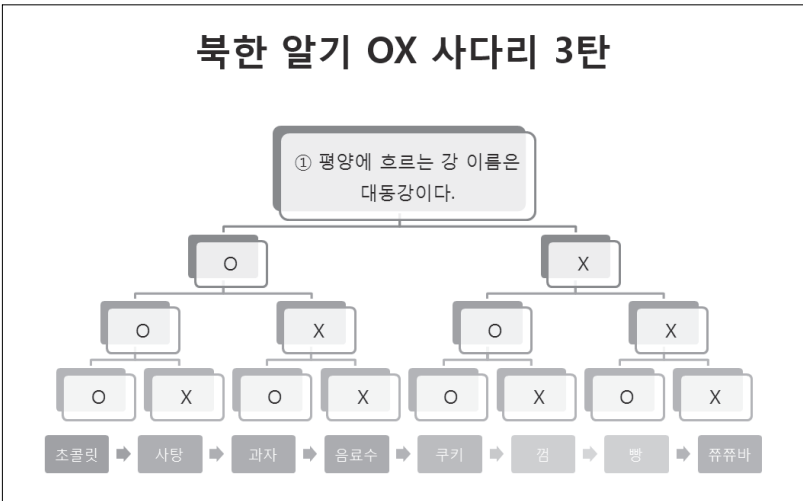 북한 알기 OX 사다리 3탄
① 평양에 흐르는 강 이름은
대동강이다.
O X
O X O X
O X O X O X O X
초콜릿 사탕 과자 음료수 쿠키 껌 빵 쮸쮸바